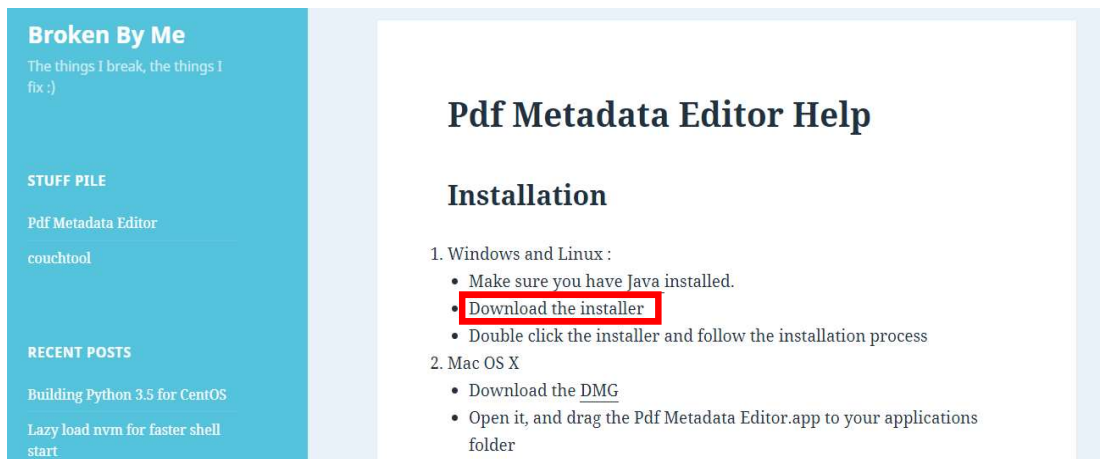 Broken By Me
The things I break, the things I
fix :)
STUFF PILE
Pdf Metadata Editor
couchtool
RECENT POSTS
Building Python 3.5 for CentOS
Lazy load nvm for faster shell
start
Pdf Metadata Editor Help
Installation
1. Windows and Linux :
• Make sure you have Java installed.
• Download the installer
• Double click the installer and follow the installation process
2. Mac OS X
• Download the DMG
• Open it, and drag the Pdf Metadata Editor.app to your applications
folder